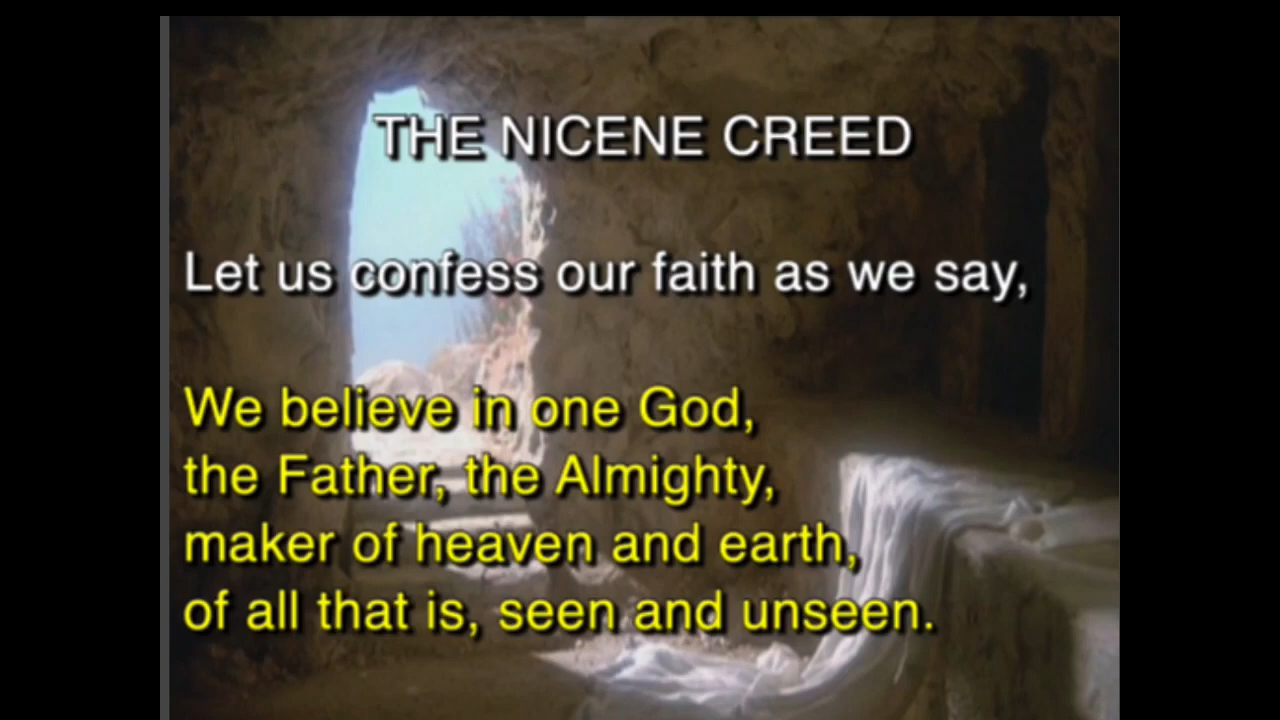 THE NICENE CREED
Let us confess our faith as we say,
We believe in one God,
the Father, the Almighty,
maker of heaven and earth,
of all that is, seen and unseen.